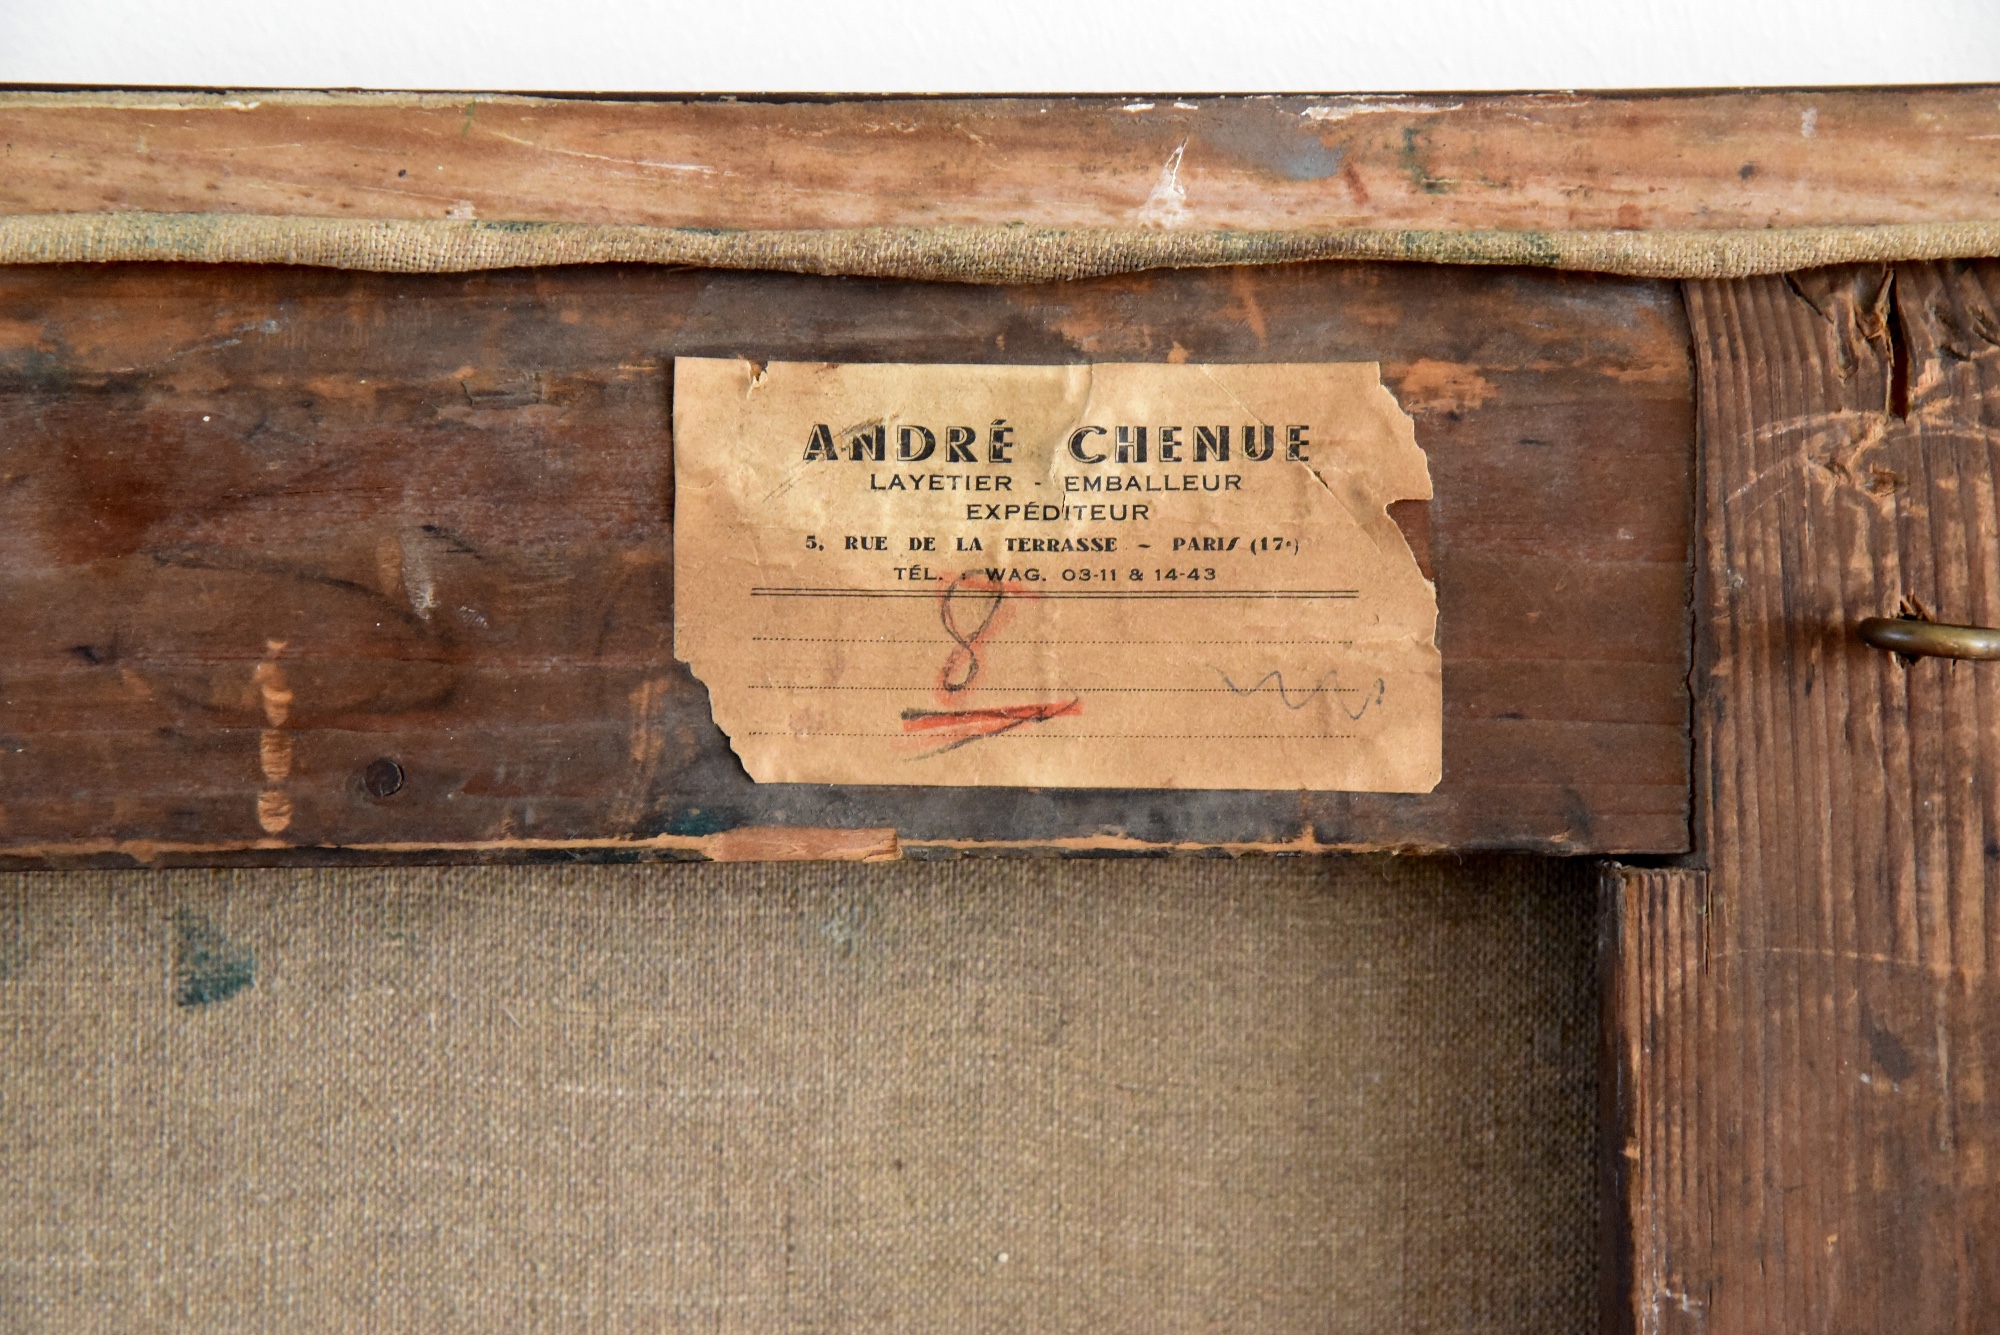 ANDRÉ CHENUE
LAYETIER - EMBALLEUR
EXPÉDITEUR
5, RUE DE LA TERRASSE - PARIS (17e)
TÉL. : WAG. 03-11 & 14-43
8